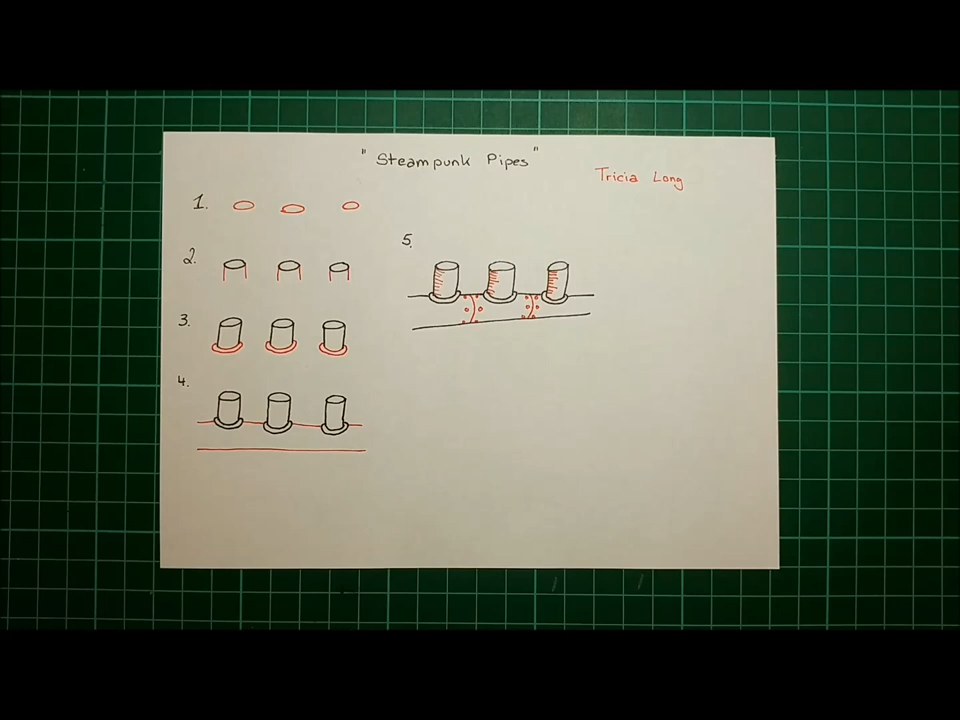 "Steampunk Pipes"
Tricia Long
1.
2.
3.
4.
5.